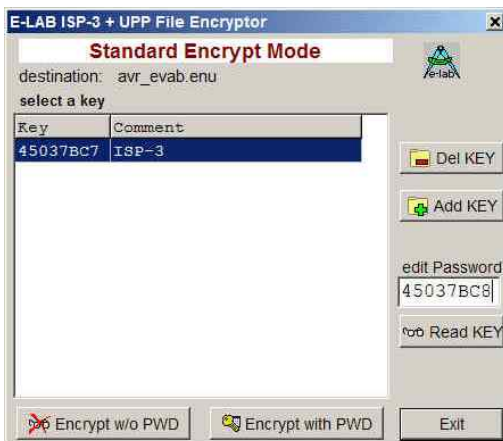 E-LAB ISP-3 + UPP File Encryptor
Standard Encrypt Mode
destination: avr_evab.enu
e-lab
select a key
Key Comment
45037BC7 ISP-3
Del KEY
Add KEY
edit Password
45037BC8
Read KEY
Encrypt w/o PWD
Encrypt with PWD
Exit